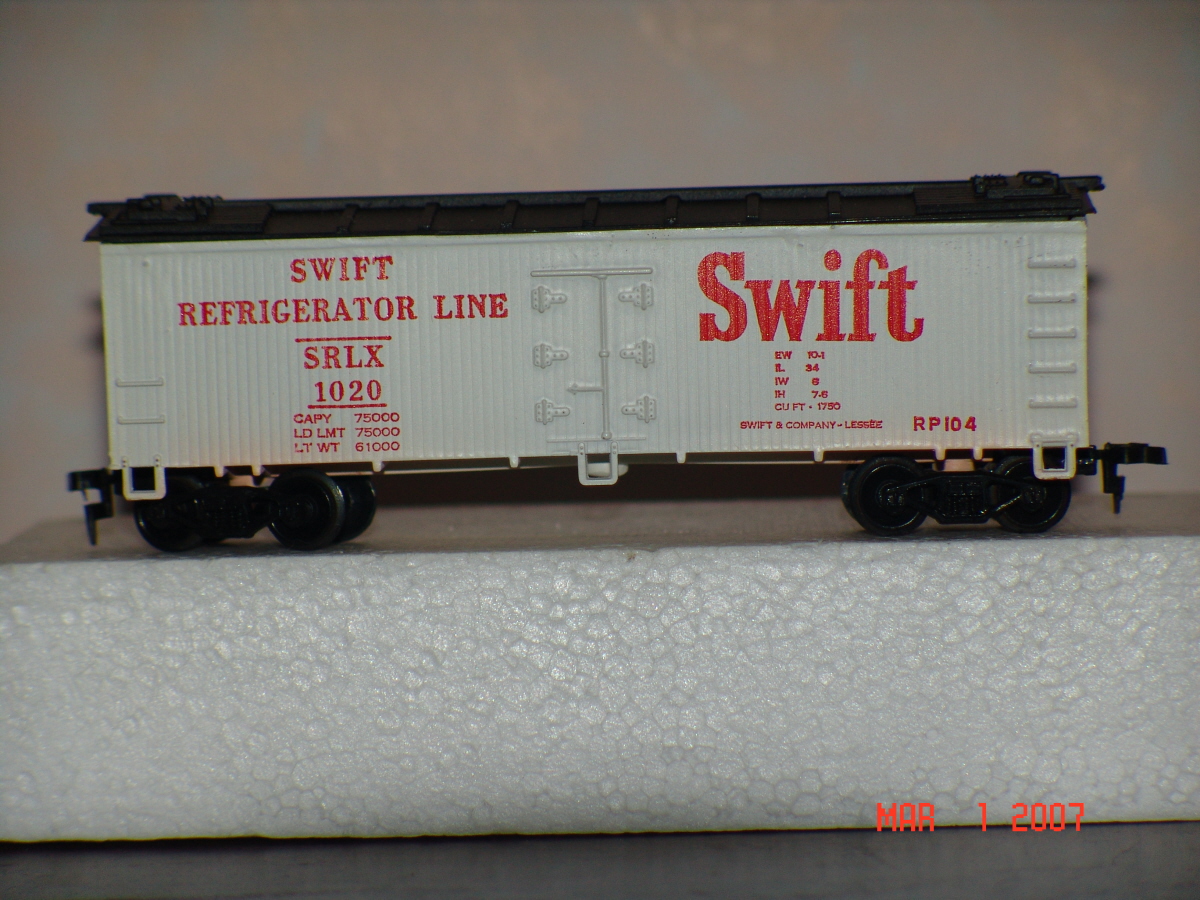 SWIFT
REFRIGERATOR LINE
SRLX
1020
CAPY 75000
LD LMT 75000
LT WT 61000
Swift
EW 10-1
IL 34
IW 8
IH 7-6
CU FT • 1750
SWIFT & COMPANY - LESSEE
RP104
MAR 1 2007